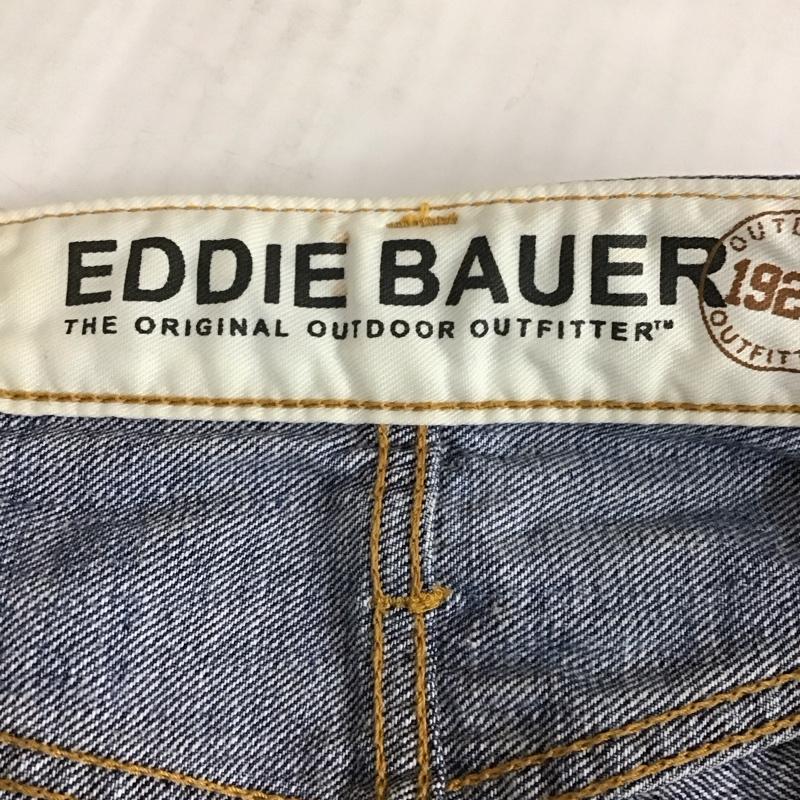 EDDIE BAUER
THE ORIGINAL OUTDOOR OUTFITTER™